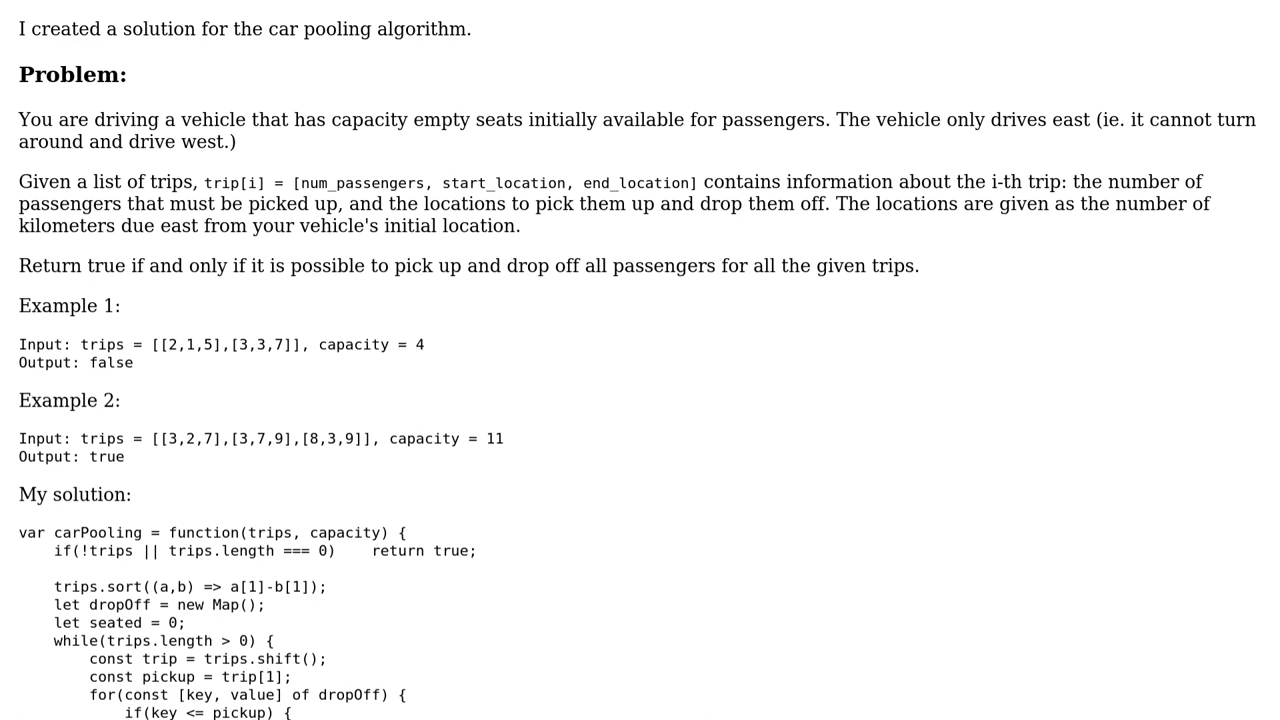 I created a solution for the car pooling algorithm.
Problem:
You are driving a vehicle that has capacity empty seats initially available for passengers. The vehicle only drives east (ie. it cannot turn
around and drive west.)
Given a list of trips, trip[i] = [num_passengers, start_location, end_location] contains information about the i-th trip: the number of
passengers that must be picked up, and the locations to pick them up and drop them off. The locations are given as the number of
kilometers due east from your vehicle's initial location.
Return true if and only if it is possible to pick up and drop off all passengers for all the given trips.
Example 1:
Input: trips = [[2,1,5],[3,3,7]], capacity = 4
Output: false
Example 2:
Input: trips = [[3,2,7],[3,7,9],[8,3,9]], capacity = 11
Output: true
My solution:
var carPooling = function(trips, capacity) {
    if(!trips || trips.length === 0)    return true;
    trips.sort((a,b) => a[1]-b[1]);
    let dropOff = new Map();
    let seated = 0;
    while(trips.length > 0) {
        const trip = trips.shift();
        const pickup = trip[1];
        for(const [key, value] of dropOff) {
            if(key <= pickup) {